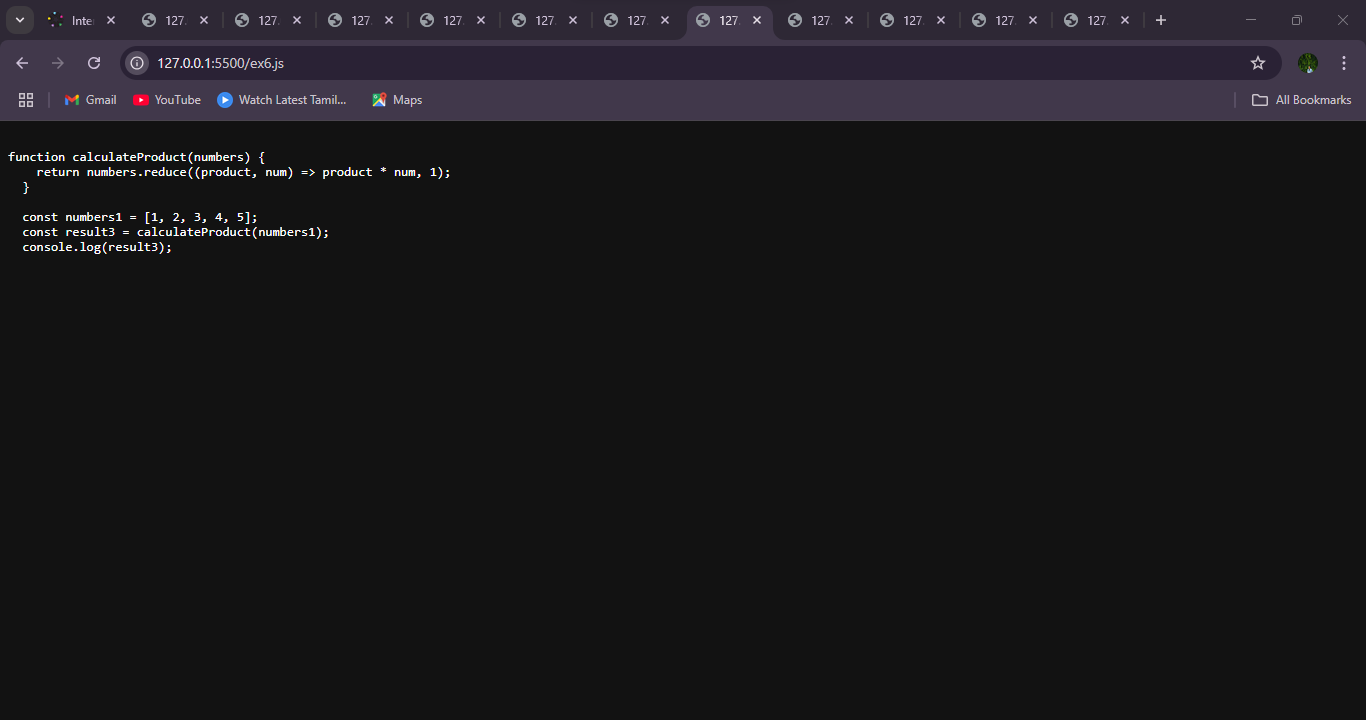 Inte
127.
127.
127.
127.
127.
127.
127.
127.
127.
127.
127.
127.0.0.1:5500/ex6.js
Gmail
YouTube
Watch Latest Tamil...
Maps
All Bookmarks
function calculateProduct(numbers) {
    return numbers.reduce((product, num) => product * num, 1);
  }
  const numbers1 = [1, 2, 3, 4, 5];
  const result3 = calculateProduct(numbers1);
  console.log(result3);